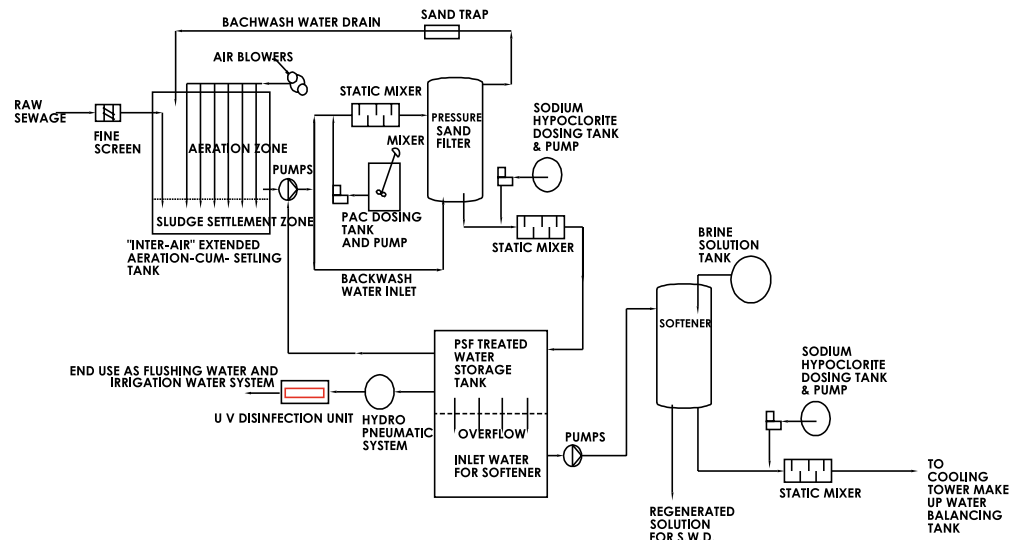 BACHWASH WATER DRAIN
SAND TRAP
AIR BLOWERS
RAW
SEWAGE
FINE
SCREEN
AERATION ZONE
SLUDGE SETTLEMENT ZONE
"INTER-AIR" EXTENDED
AERATION-CUM- SETLING
TANK
PUMPS
STATIC MIXER
MIXER
PAC DOSING
TANK
AND PUMP
BACKWASH
WATER INLET
PRESSURE
SAND
FILTER
SODIUM
HYPOCLORITE
DOSING TANK
& PUMP
STATIC MIXER
BRINE
SOLUTION
TANK
SOFTENER
PSF TREATED
WATER
STORAGE
TANK
OVERFLOW
INLET WATER
FOR SOFTENER
PUMPS
END USE AS FLUSHING WATER AND
IRRIGATION WATER SYSTEM
U V DISINFECTION UNIT
HYDRO
PNEUMATIC
SYSTEM
SODIUM
HYPOCLORITE
DOSING TANK
& PUMP
STATIC MIXER
REGENERATED
SOLUTION
FOR S.W.D.
TO
COOLING
TOWER MAKE
UP WATER
BALANCING
TANK